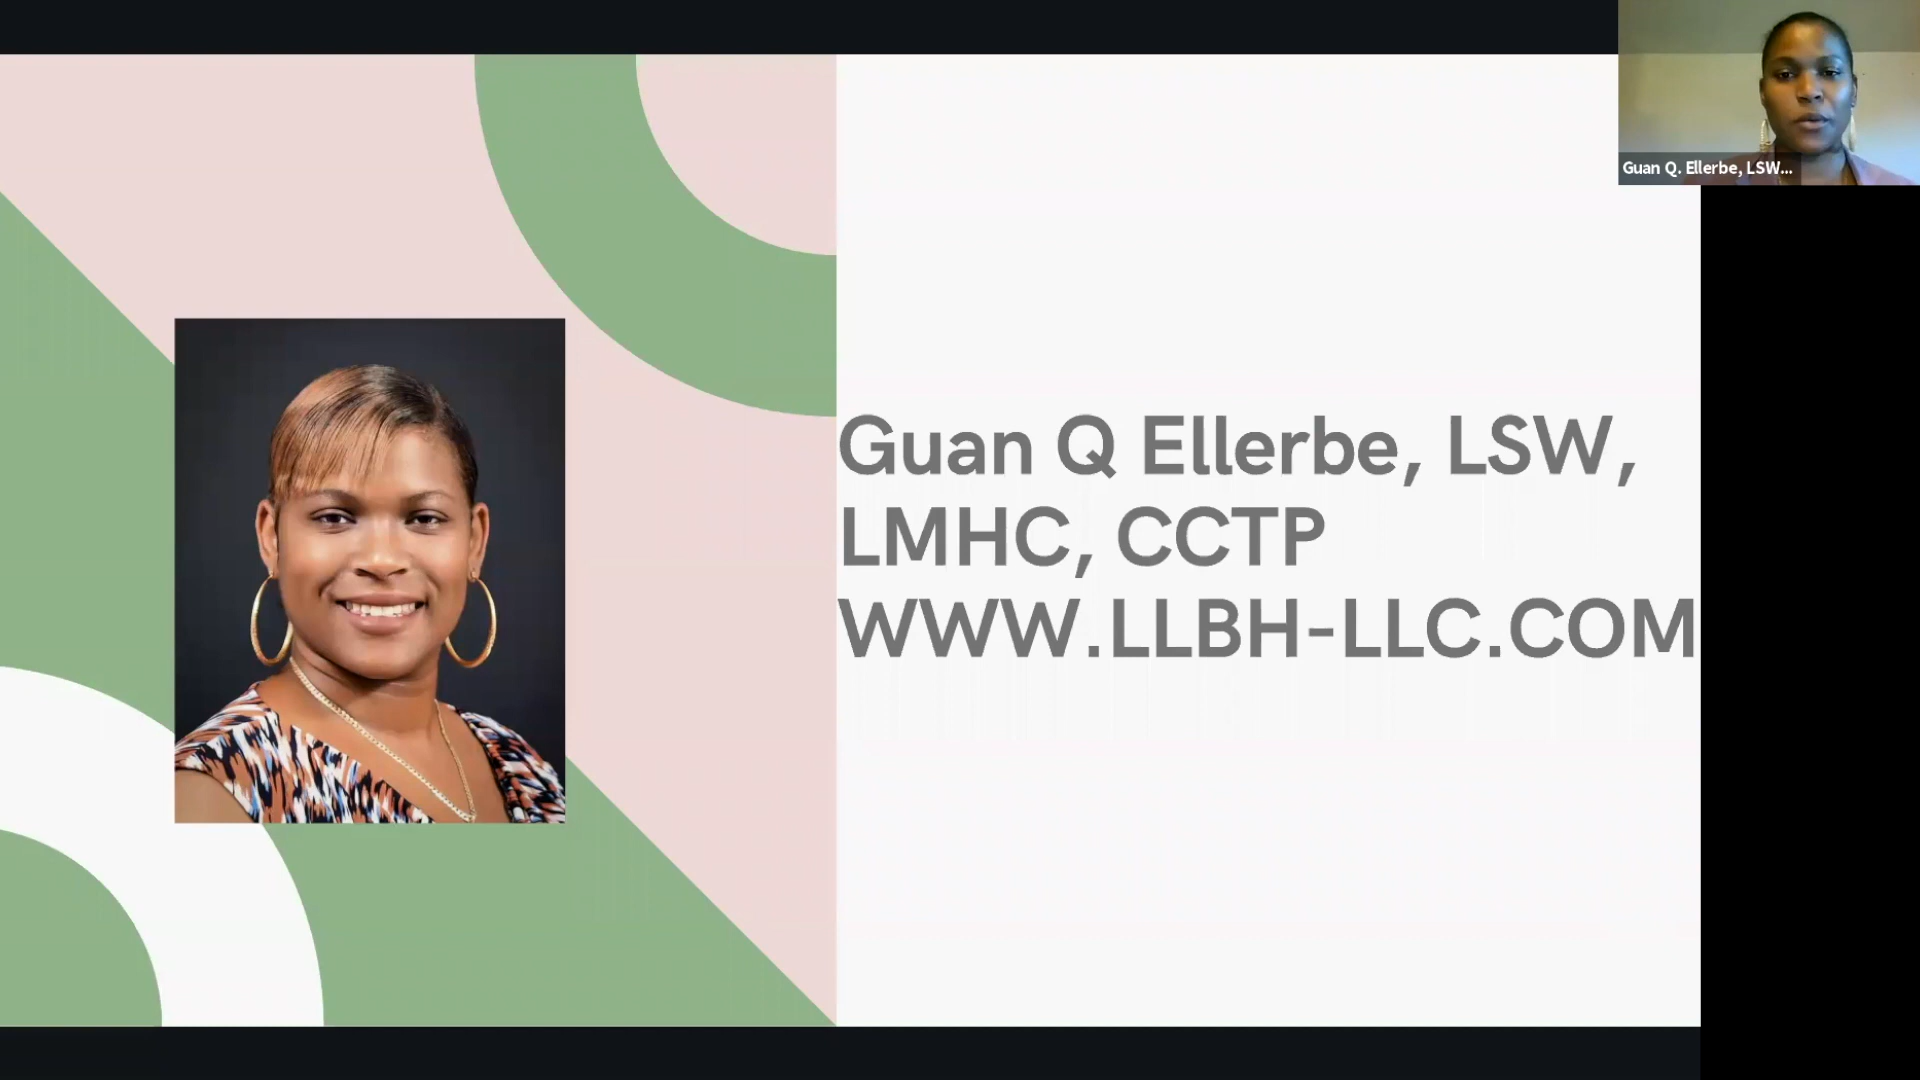 Guan Q. Ellerbe, LSW...
Guan Q Ellerbe, LSW,
LMHC, CCTP
WWW.LLBH-LLC.COM